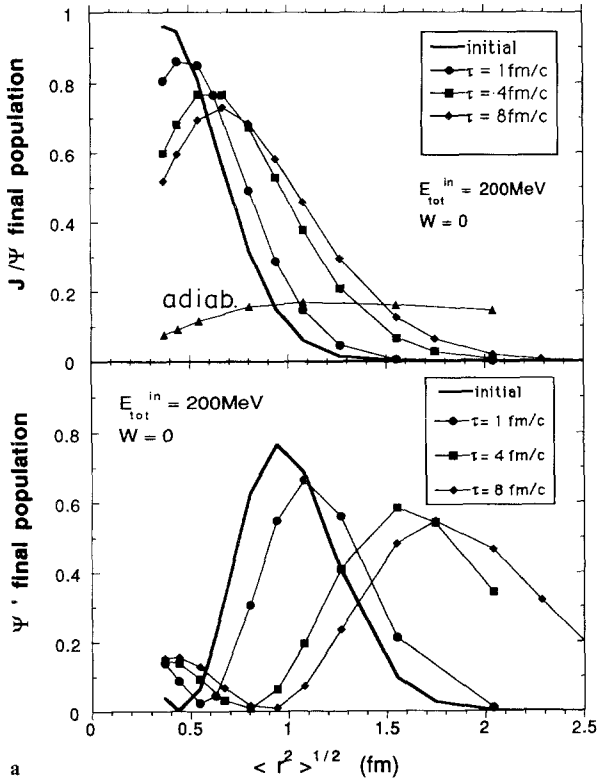 1
0.8
0.6
0.4
0.2
0
J/Ψ final population
initial
τ = 1fm/c
τ = 4fm/c
τ = 8fm/c
E_tot^in = 200MeV
W = 0
adiab.
0.8
0.6
0.4
0.2
0
Ψ' final population
E_tot^in = 200MeV
W = 0
initial
τ = 1 fm/c
τ = 4 fm/c
τ = 8 fm/c
0 0.5 1 1.5 2 2.5
a
< r² >^1/2 (fm)